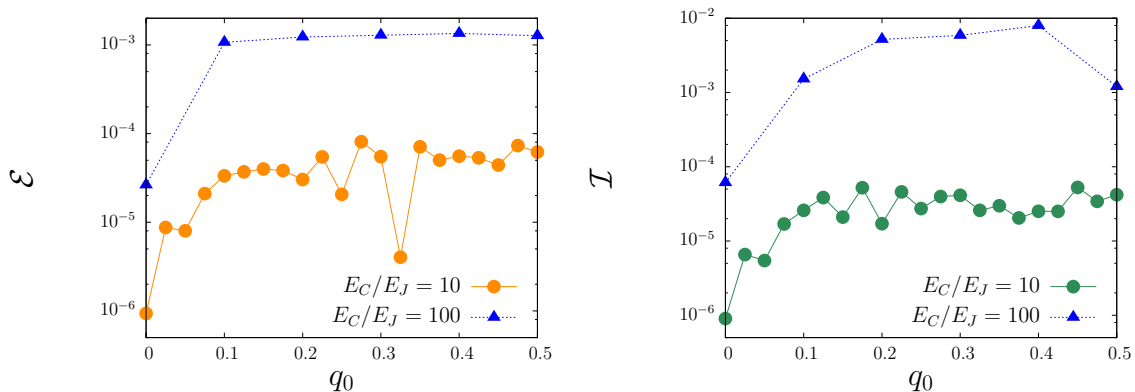 10^{-3}
10^{-4}
10^{-5}
10^{-6}
ℰ
E_C/E_J = 10
E_C/E_J = 100
0 0.1 0.2 0.3 0.4 0.5
q_0
10^{-2}
10^{-3}
10^{-4}
10^{-5}
10^{-6}
ℐ
E_C/E_J = 10
E_C/E_J = 100
0 0.1 0.2 0.3 0.4 0.5
q_0